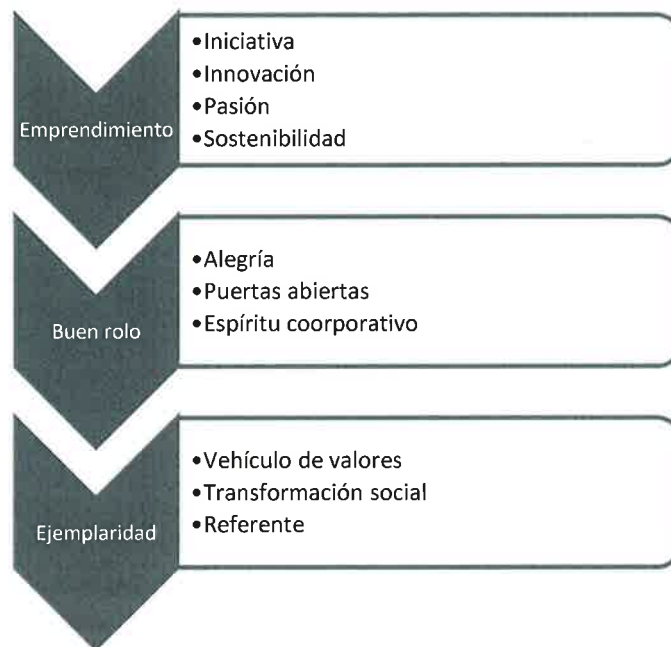 Emprendimiento
•Iniciativa
•Innovación
•Pasión
•Sostenibilidad
Buen rolo
•Alegría
•Puertas abiertas
•Espíritu coorporativo
Ejemplaridad
•Vehículo de valores
•Transformación social
•Referente